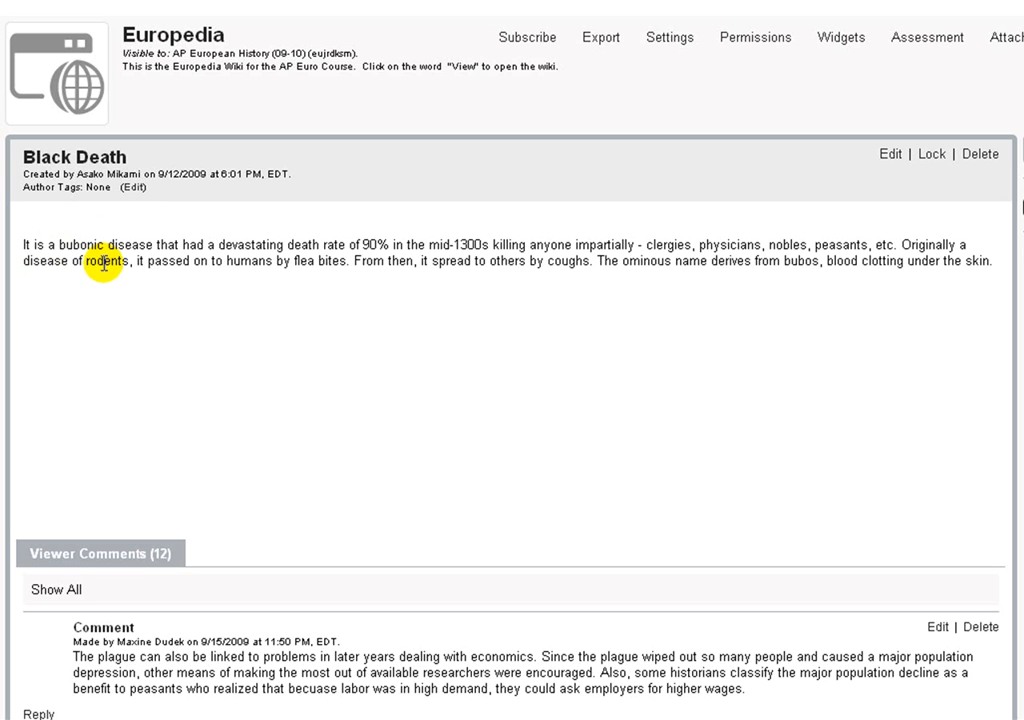 Europedia
Visible to: AP European History (09-10) (eujrdksm).
This is the Europedia Wiki for the AP Euro Course. Click on the word "View" to open the wiki.
Subscribe Export Settings Permissions Widgets Assessment Attach
Black Death
Edit | Lock | Delete
Created by Asako Mikami on 9/12/2009 at 6:01 PM, EDT.
Author Tags: None (Edit)
It is a bubonic disease that had a devastating death rate of 90% in the mid-1300s killing anyone impartially - clergies, physicians, nobles, peasants, etc. Originally a
disease of rodents, it passed on to humans by flea bites. From then, it spread to others by coughs. The ominous name derives from bubos, blood clotting under the skin.
Viewer Comments (12)
Show All
Comment
Edit | Delete
Made by Maxine Dudek on 9/15/2009 at 11:50 PM, EDT.
The plague can also be linked to problems in later years dealing with economics. Since the plague wiped out so many people and caused a major population
depression, other means of making the most out of available researchers were encouraged. Also, some historians classify the major population decline as a
benefit to peasants who realized that becuase labor was in high demand, they could ask employers for higher wages.
Reply